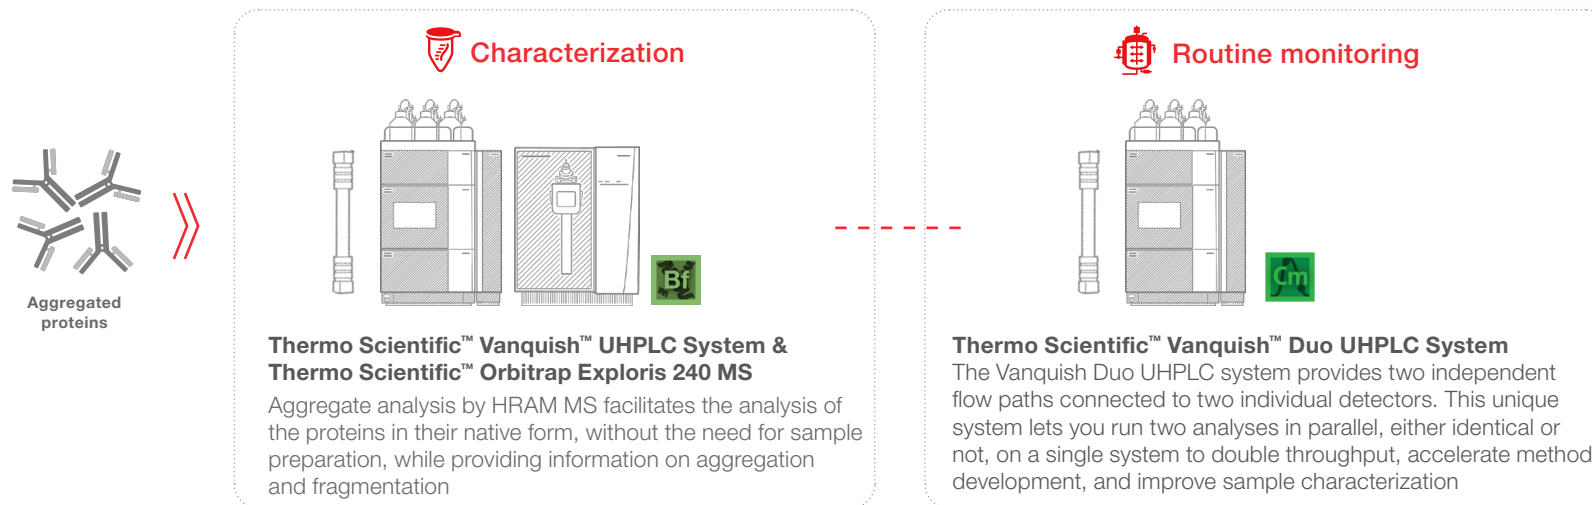 Characterization
Routine monitoring
Aggregated
proteins
Bf
Cm
Thermo Scientific™ Vanquish™ UHPLC System &
Thermo Scientific™ Orbitrap Exploris 240 MS
Aggregate analysis by HRAM MS facilitates the analysis of
the proteins in their native form, without the need for sample
preparation, while providing information on aggregation
and fragmentation
Thermo Scientific™ Vanquish™ Duo UHPLC System
The Vanquish Duo UHPLC system provides two independent
flow paths connected to two individual detectors. This unique
system lets you run two analyses in parallel, either identical or
not, on a single system to double throughput, accelerate method
development, and improve sample characterization